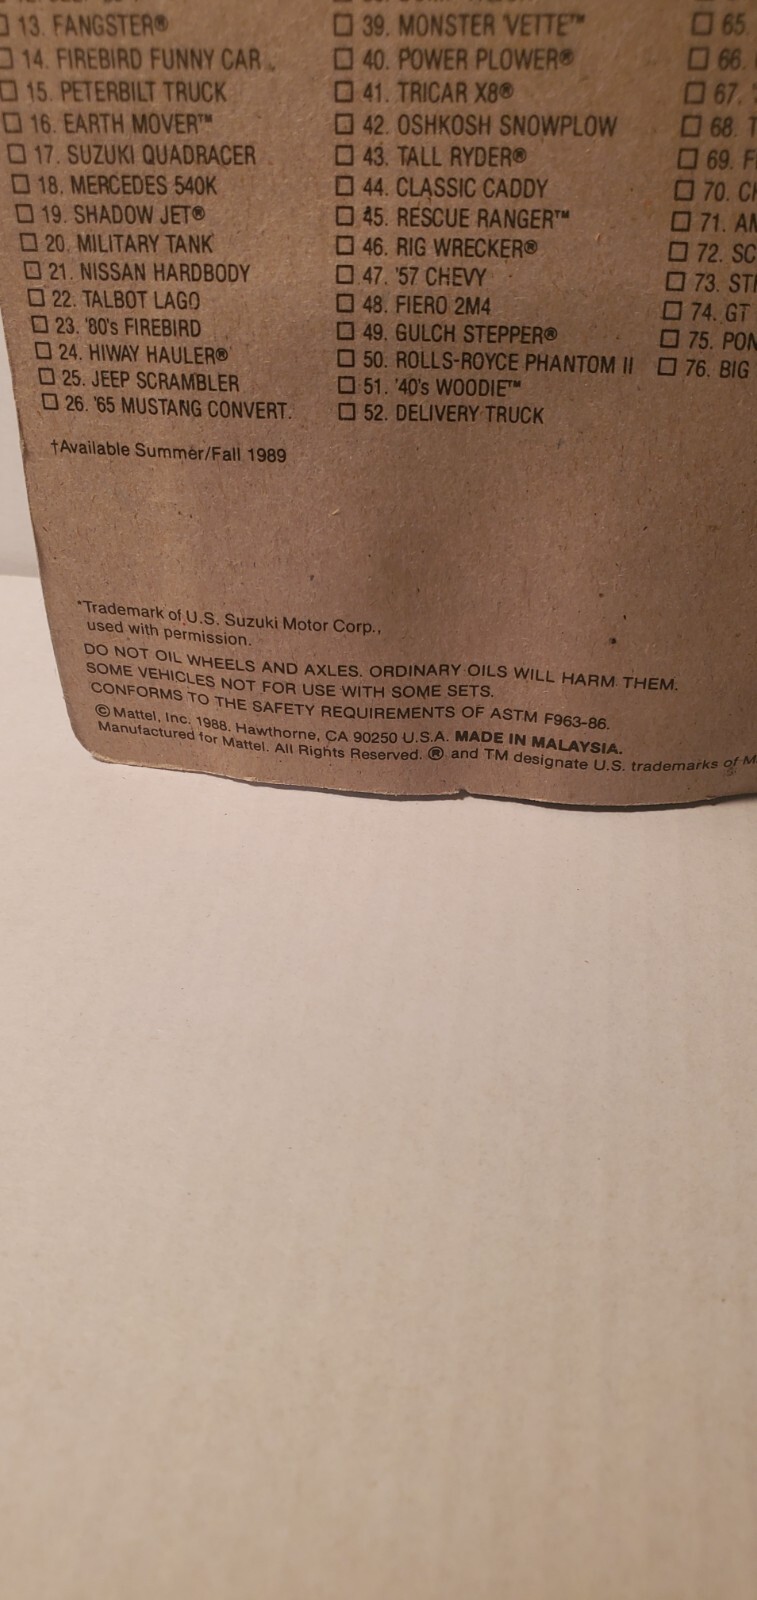 13. FANGSTER®
14. FIREBIRD FUNNY CAR
15. PETERBILT TRUCK
16. EARTH MOVER™
17. SUZUKI QUADRACER
18. MERCEDES 540K
19. SHADOW JET®
20. MILITARY TANK
21. NISSAN HARDBODY
22. TALBOT LAGO
23. '80's FIREBIRD
24. HIWAY HAULER®
25. JEEP SCRAMBLER
26. '65 MUSTANG CONVERT.
39. MONSTER VETTE™
40. POWER PLOWER®
41. TRICAR X8®
42. OSHKOSH SNOWPLOW
43. TALL RYDER®
44. CLASSIC CADDY
45. RESCUE RANGER™
46. RIG WRECKER®
47. '57 CHEVY
48. FIERO 2M4
49. GULCH STEPPER®
50. ROLLS-ROYCE PHANTOM II
51. '40's WOODIE™
52. DELIVERY TRUCK
65.
66.
67.
68. T
69. F
70. CH
71. AM
72. SC
73. ST
74. GT
75. PON
76. BIG
†Available Summer/Fall 1989
*Trademark of U.S. Suzuki Motor Corp.,
used with permission.
DO NOT OIL WHEELS AND AXLES. ORDINARY OILS WILL HARM THEM.
SOME VEHICLES NOT FOR USE WITH SOME SETS.
CONFORMS TO THE SAFETY REQUIREMENTS OF ASTM F963-86.
© Mattel, Inc. 1988. Hawthorne, CA 90250 U.S.A. MADE IN MALAYSIA.
Manufactured for Mattel. All Rights Reserved. ® and TM designate U.S. trademarks of M